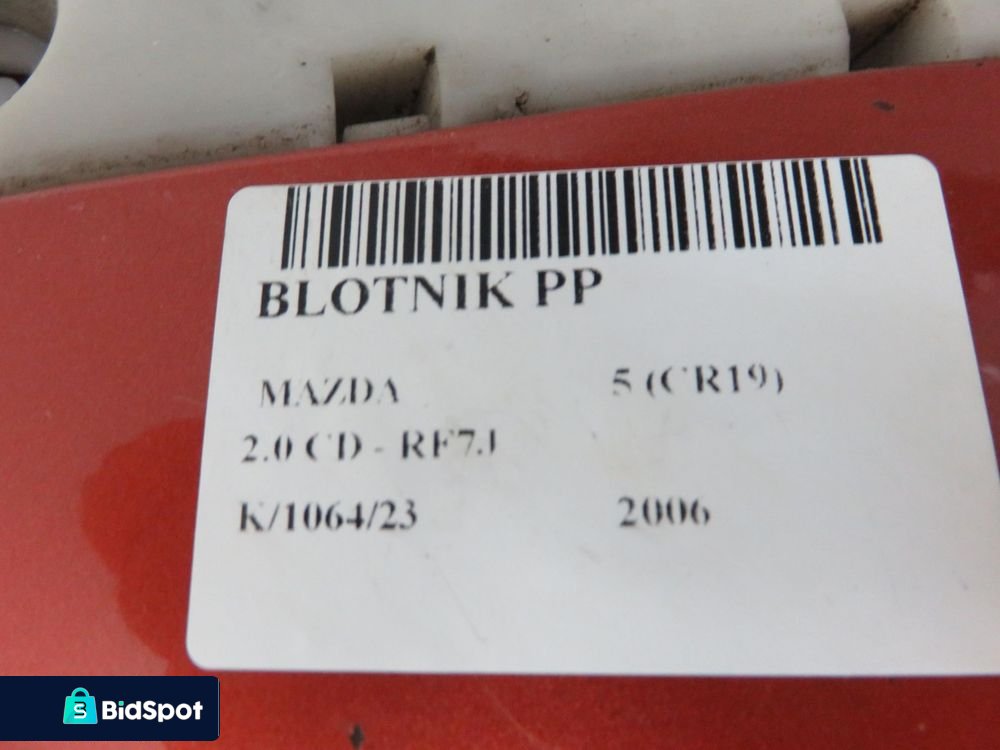 BLOTNIK PP
MAZDA 5 (CR19)
2.0 CD - RF7J
K/1064/23 2006
BidSpot